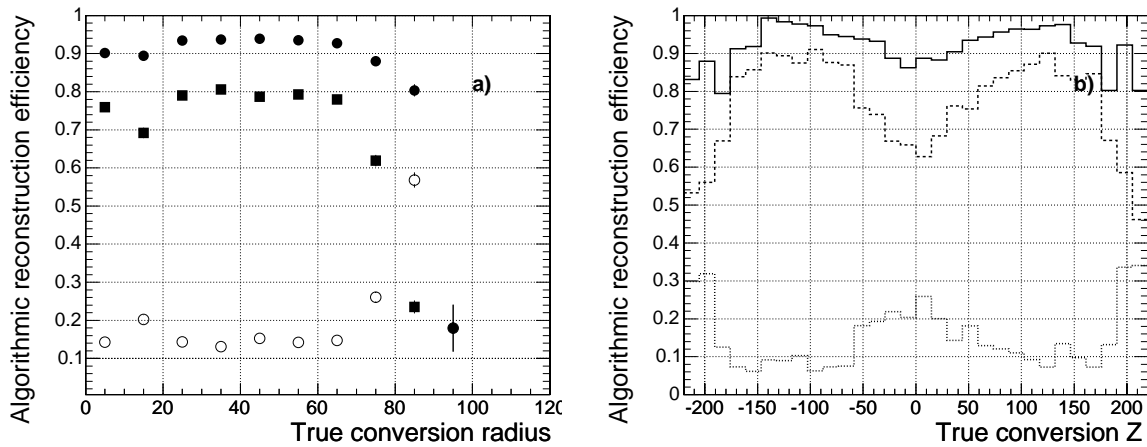 Algorithmic reconstruction efficiency
1
0.9
0.8
0.7
0.6
0.5
0.4
0.3
0.2
0.1
a)
0 20 40 60 80 100 120
True conversion radius
Algorithmic reconstruction efficiency
1
0.9
0.8
0.7
0.6
0.5
0.4
0.3
0.2
0.1
0
b)
-200 -150 -100 -50 0 50 100 150 200
True conversion Z